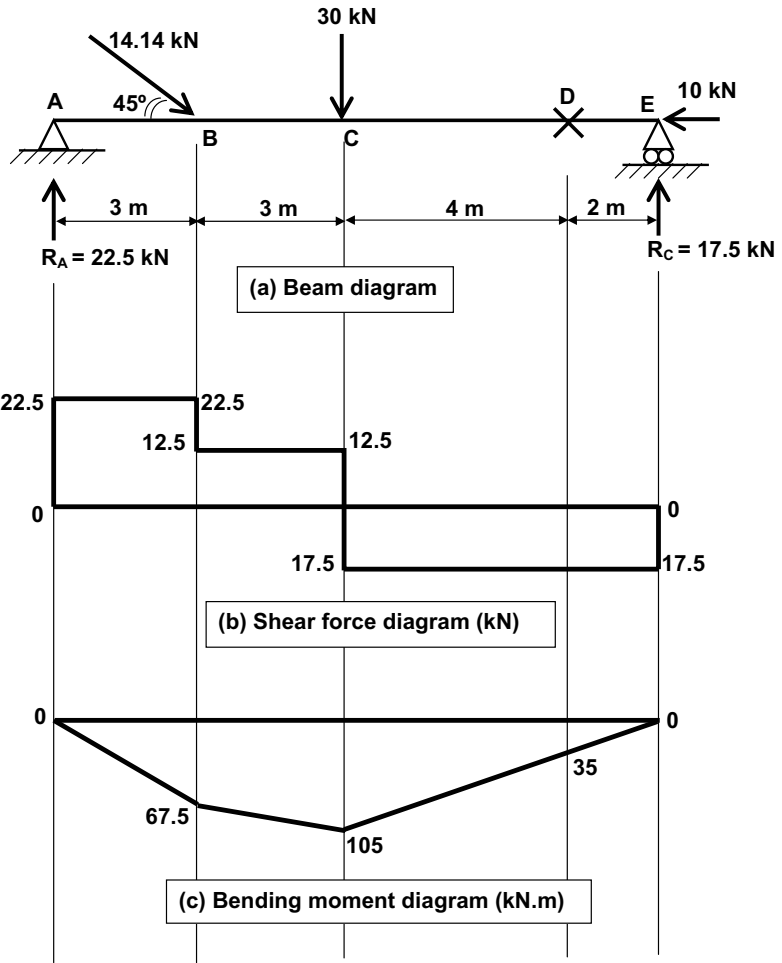 30 kN
14.14 kN
10 kN
A
45º
D
E
B
C
3 m
3 m
4 m
2 m
RA = 22.5 kN
RC = 17.5 kN
(a) Beam diagram
22.5
22.5
12.5
12.5
0
0
17.5
17.5
(b) Shear force diagram (kN)
0
0
35
67.5
105
(c) Bending moment diagram (kN.m)